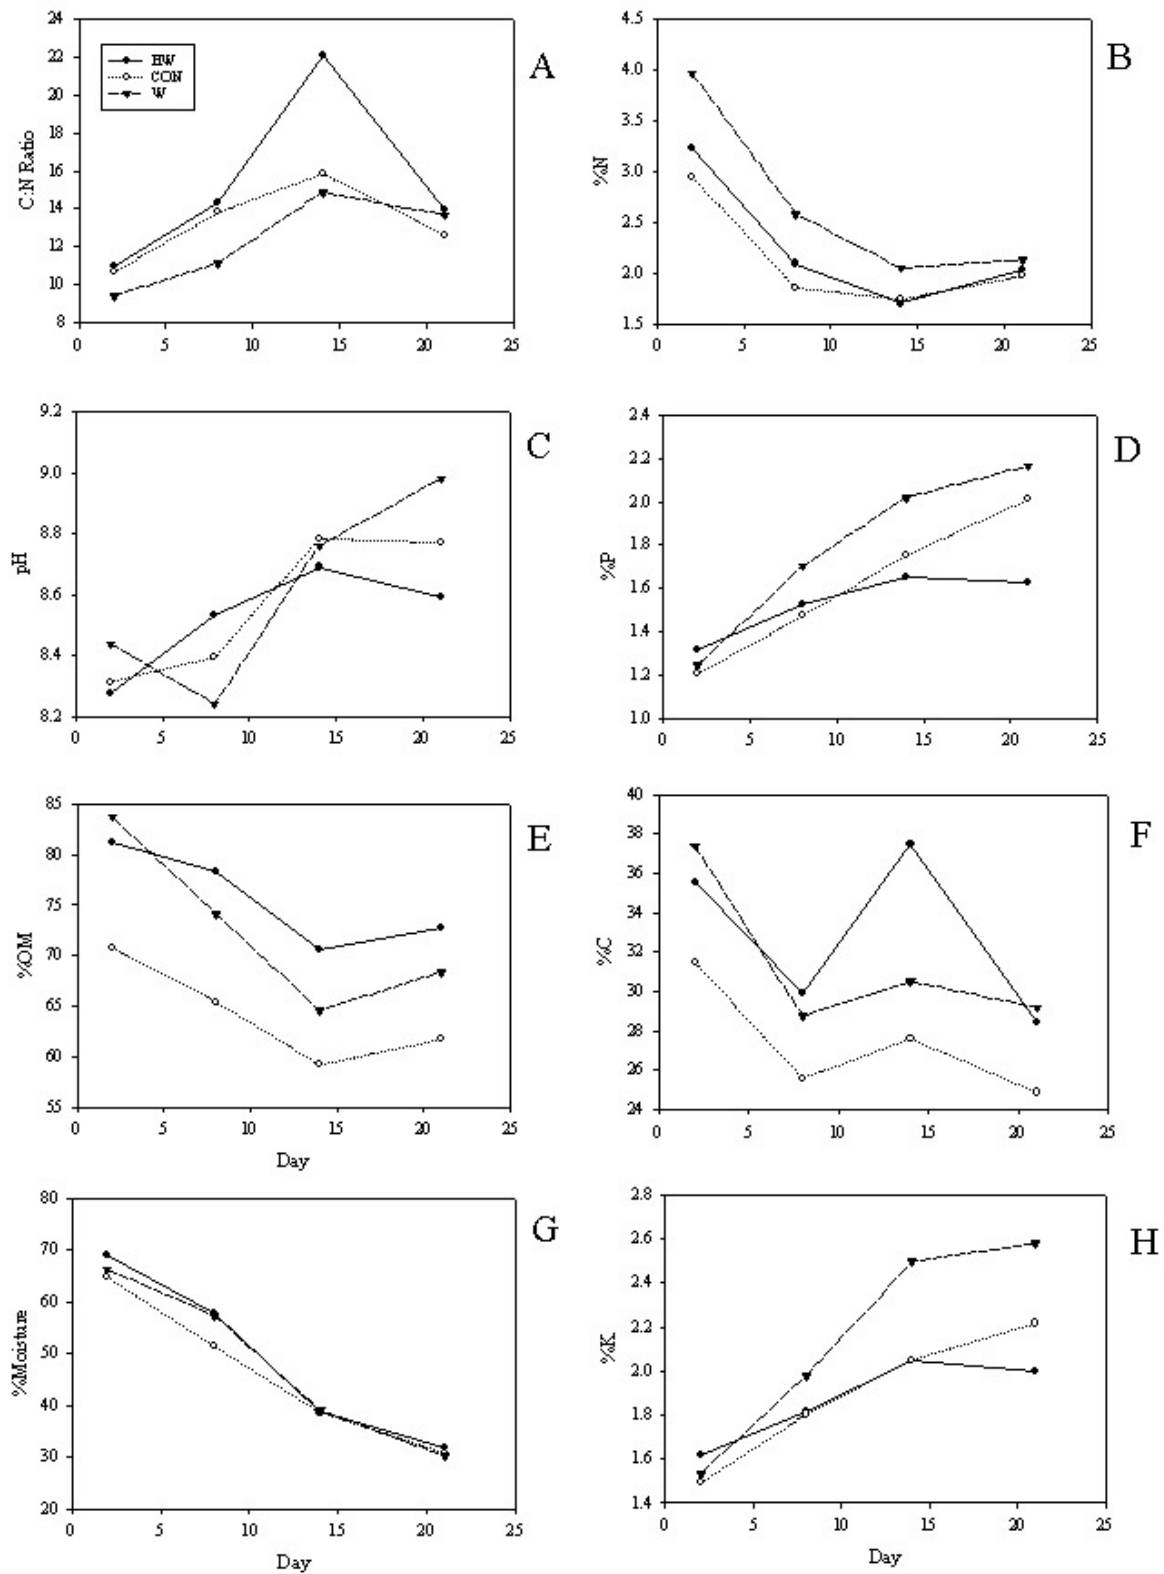 24
22
20
18
16
14
12
10
8
C:N Ratio
HW
CON
W
A
0 5 10 15 20 25
4.5
4.0
3.5
3.0
2.5
2.0
1.5
%N
B
0 5 10 15 20 25
9.2
9.0
8.8
8.6
8.4
8.2
pH
C
0 5 10 15 20 25
2.4
2.2
2.0
1.8
1.6
1.4
1.2
1.0
%P
D
0 5 10 15 20 25
85
80
75
70
65
60
55
%OM
E
0 5 10 15 20 25
Day
40
38
36
34
32
30
28
26
24
%C
F
0 5 10 15 20 25
80
70
60
50
40
30
20
%Moisture
G
0 5 10 15 20 25
Day
2.8
2.6
2.4
2.2
2.0
1.8
1.6
1.4
%K
H
0 5 10 15 20 25
Day